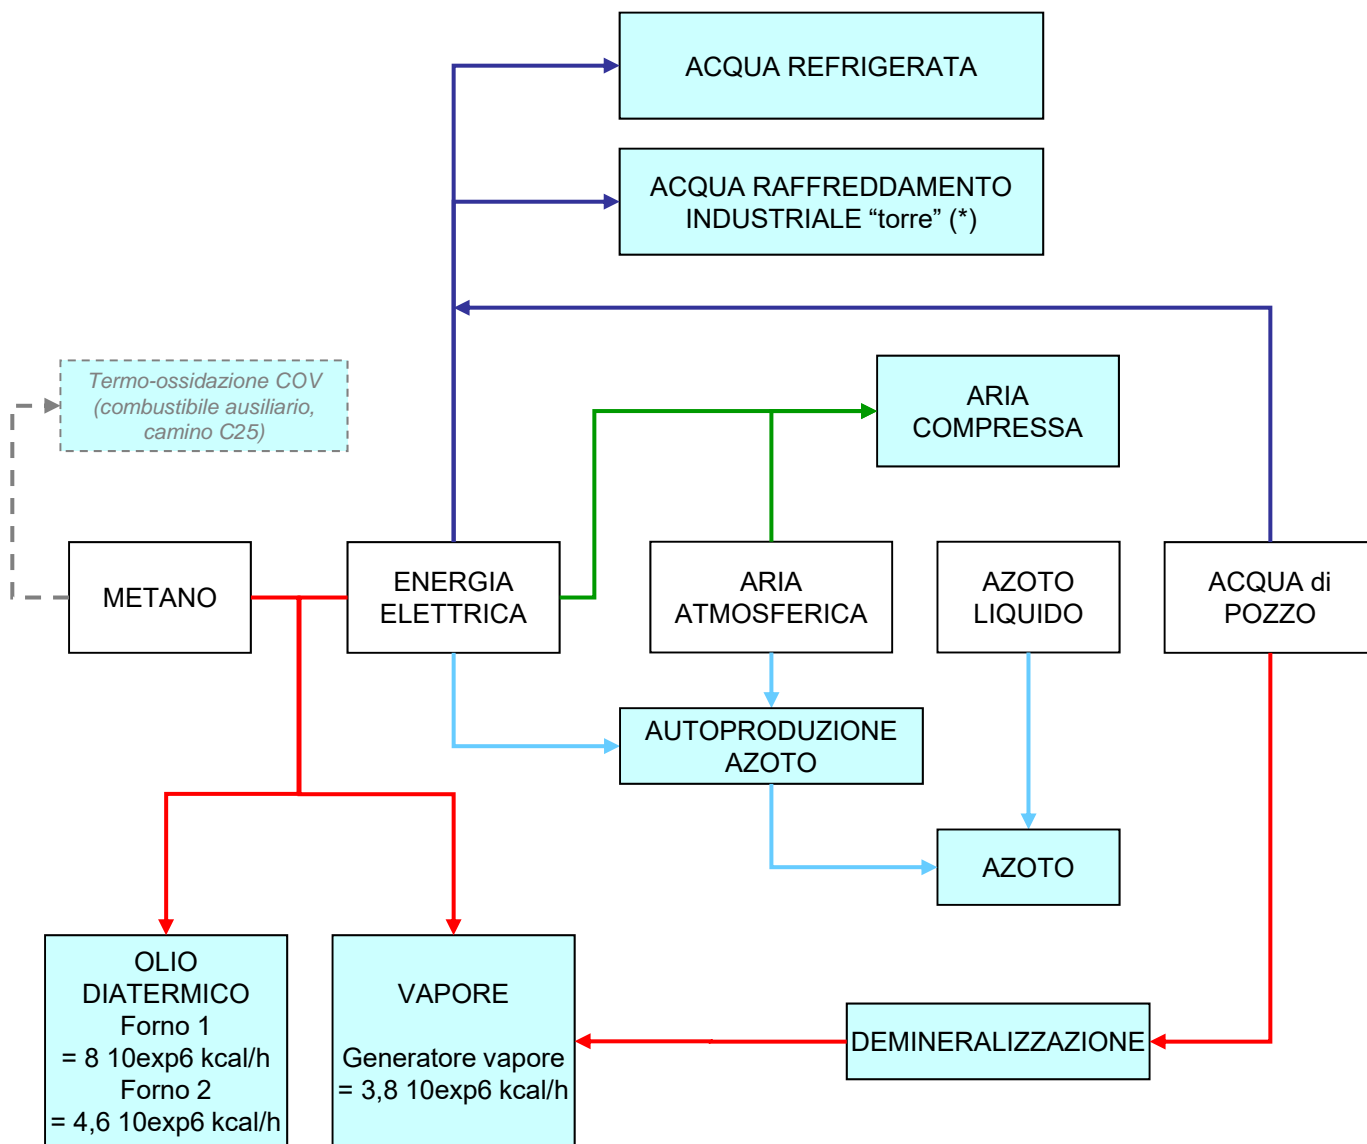 ACQUA REFRIGERATA
ACQUA RAFFREDDAMENTO
INDUSTRIALE “torre” (*)
Termo-ossidazione COV
(combustibile ausiliario,
camino C25)
ARIA
COMPRESSA
METANO
ENERGIA
ELETTRICA
ARIA
ATMOSFERICA
AZOTO
LIQUIDO
ACQUA di
POZZO
AUTOPRODUZIONE
AZOTO
AZOTO
OLIO
DIATERMICO
Forno 1
= 8 10exp6 kcal/h
Forno 2
= 4,6 10exp6 kcal/h
VAPORE
Generatore vapore
= 3,8 10exp6 kcal/h
DEMINERALIZZAZIONE